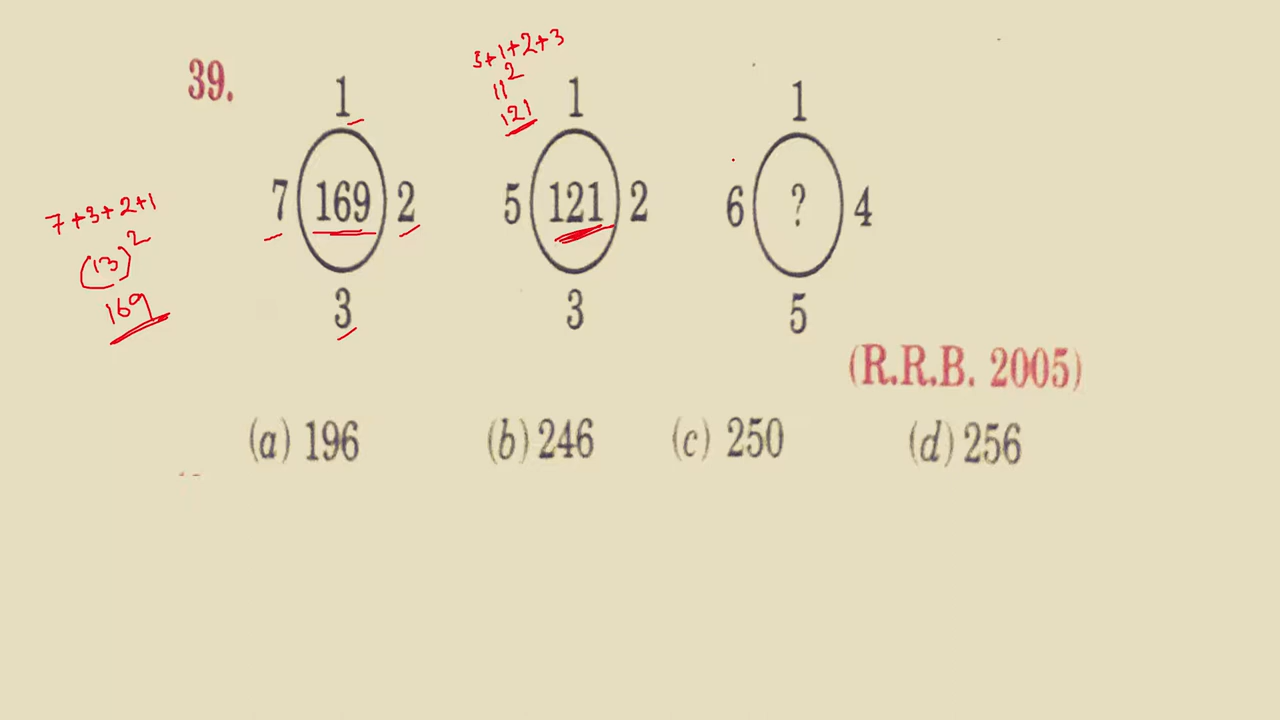 39.
1
7 169 2
3
7+3+2+1
(13)²
169
5+1+2+3
11²
121
1
5 121 2
3
1
6 ? 4
5
(R.R.B. 2005)
(a) 196 (b) 246 (c) 250 (d) 256